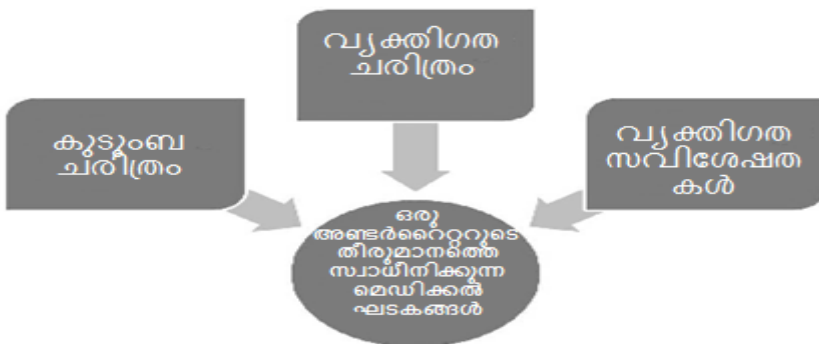 വ്യക്തിഗത
ചരിത്രം
കുടുംബ
ചരിത്രം
വ്യക്തിഗത
സവിശേഷത
കൾ
ഒരു
അണ്ടർറൈറ്ററുടെ
തീരുമാനത്തെ
സ്വാധീനിക്കുന്ന
മെഡിക്കൽ
ഘടകങ്ങൾ